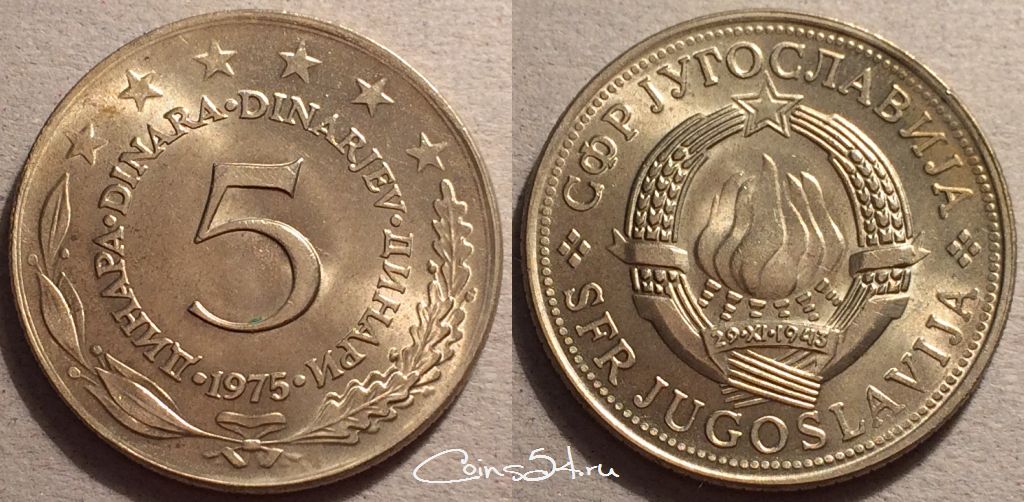 ДИНАРА · DINARA · DINARJEV · ДИНАРИ
5
· 1975 ·
СФР ЈУГОСЛАВИЈА
29·XI·1943
SFR JUGOSLAVIJA
Coins54.ru